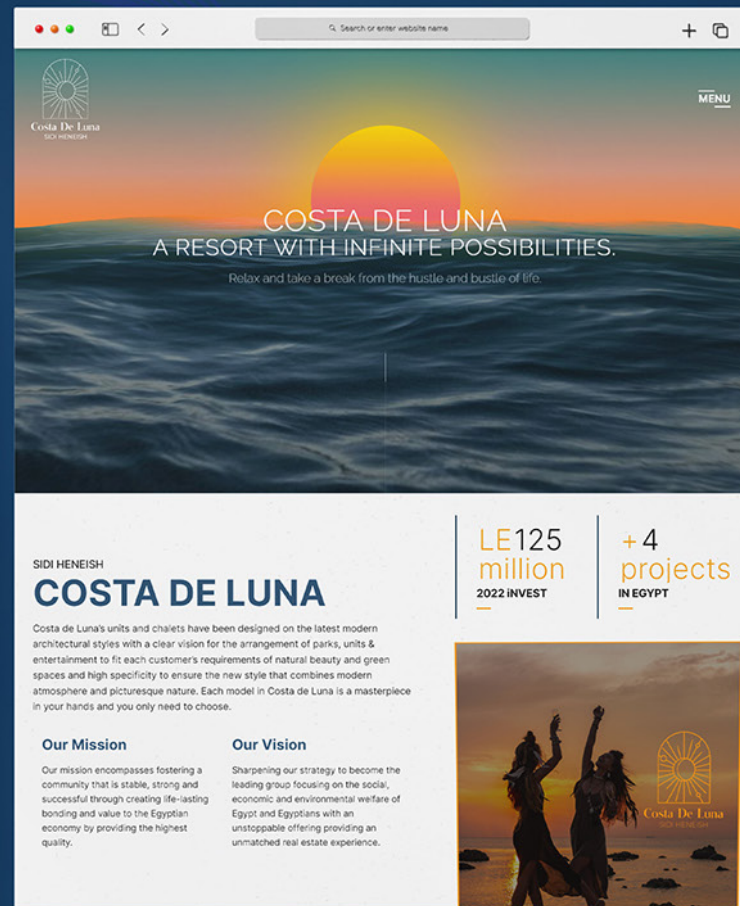 Search or enter website name
Costa De Luna
SIDI HENEISH
MENU
COSTA DE LUNA
A RESORT WITH INFINITE POSSIBILITIES.
Relax and take a break from the hustle and bustle of life.
SIDI HENEISH
COSTA DE LUNA
Costa de Luna's units and chalets have been designed on the latest modern
architectural styles with a clear vision for the arrangement of parks, units &
entertainment to fit each customer's requirements of natural beauty and green
spaces and high specificity to ensure the new style that combines modern
atmosphere and picturesque nature. Each model in Costa de Luna is a masterpiece
in your hands and you only need to choose.
Our Mission
Our mission encompasses fostering a
community that is stable, strong and
successful through creating life-lasting
bonding and value to the Egyptian
economy by providing the highest
quality.
Our Vision
Sharpening our strategy to become the
leading group focusing on the social,
economic and environmental welfare of
Egypt and Egyptians with an
unstoppable offering providing an
unmatched real estate experience.
LE125
million
2022 iNVEST
+4
projects
IN EGYPT
Costa De Luna
SIDI HENEISH